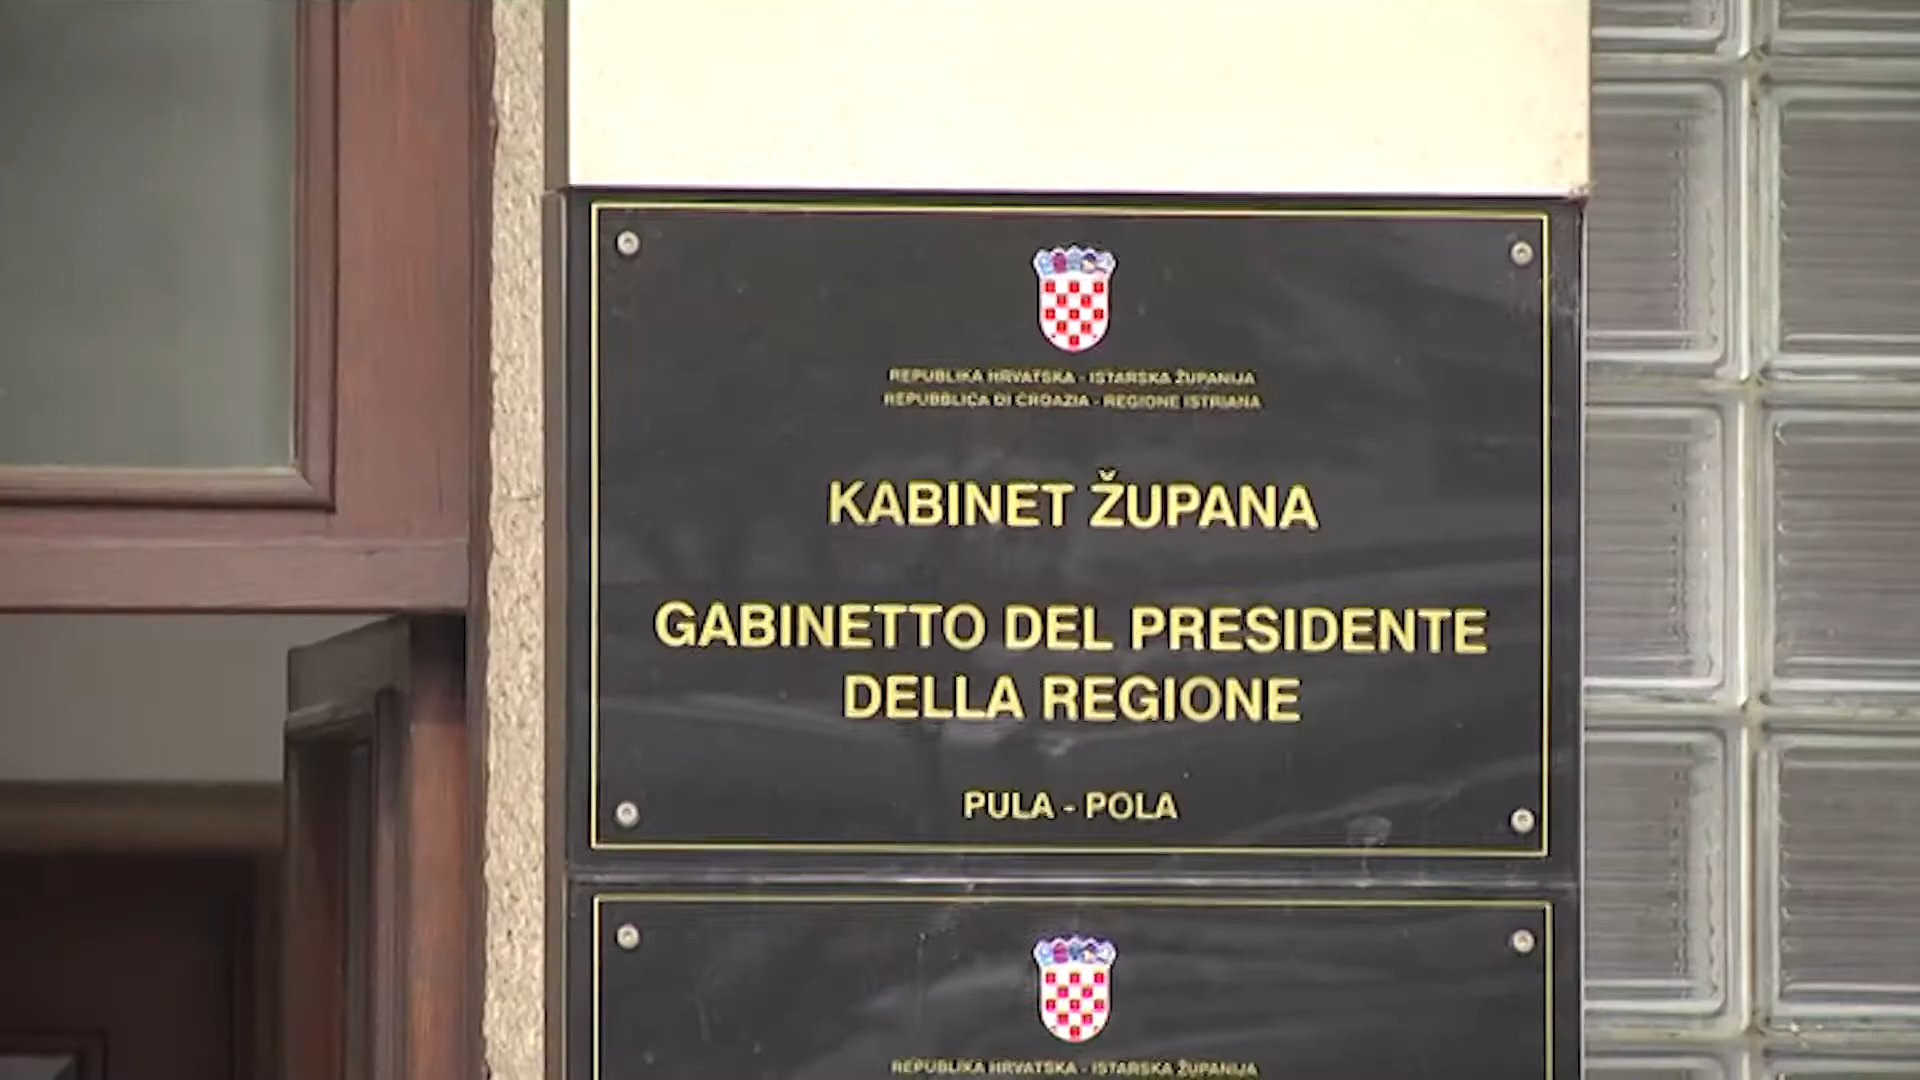 REPUBLIKA HRVATSKA - ISTARSKA ŽUPANIJA
REPUBBLICA DI CROAZIA - REGIONE ISTRIANA
KABINET ŽUPANA
GABINETTO DEL PRESIDENTE
DELLA REGIONE
PULA - POLA
REPUBLIKA HRVATSKA - ISTARSKA ŽUPANIJA